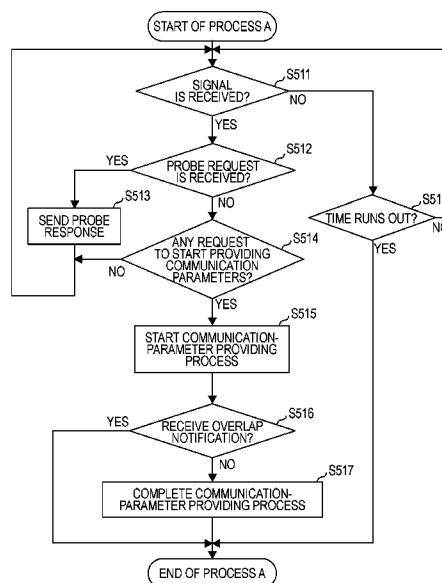 START OF PROCESS A
S511
SIGNAL
IS RECEIVED?
NO
YES
S512
YES
PROBE REQUEST
IS RECEIVED?
S513
NO
SEND PROBE
RESPONSE
S514
ANY REQUEST
TO START PROVIDING
COMMUNICATION
PARAMETERS?
NO
YES
TIME RUNS OUT?
YES
S515
START COMMUNICATION-
PARAMETER PROVIDING
PROCESS
S516
YES
RECEIVE OVERLAP
NOTIFICATION?
NO
S517
COMPLETE COMMUNICATION-
PARAMETER PROVIDING PROCESS
END OF PROCESS A